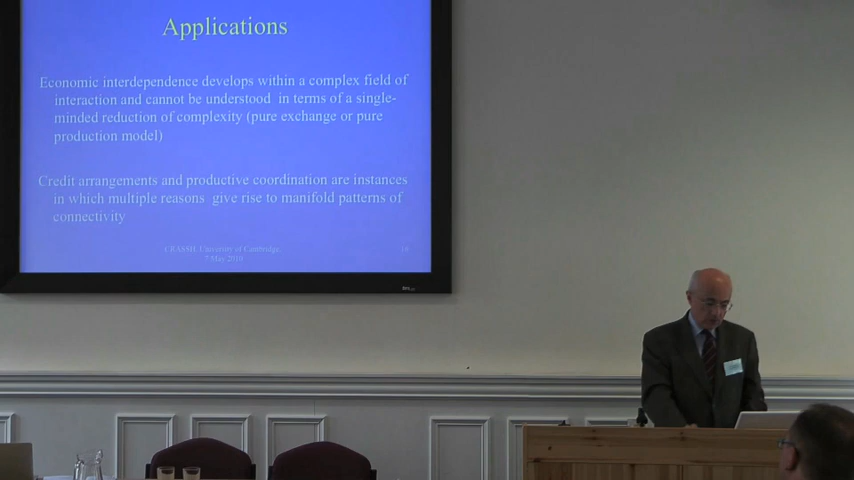 Applications
Economic interdependence develops within a complex field of
interaction and cannot be understood in terms of a single-
minded reduction of complexity (pure exchange or pure
production model)
Credit arrangements and productive coordination are instances
in which multiple reasons give rise to manifold patterns of
connectivity
CRASSH University of Cambridge,
7 May 2010